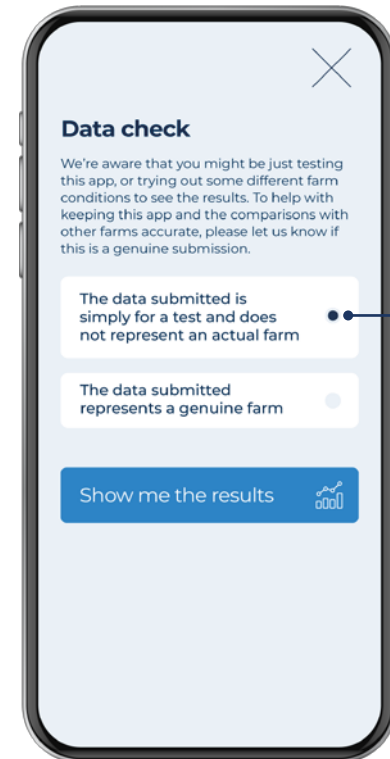 Data check
We’re aware that you might be just testing
this app, or trying out some different farm
conditions to see the results. To help with
keeping this app and the comparisons with
other farms accurate, please let us know if
this is a genuine submission.
The data submitted is
simply for a test and does
not represent an actual farm
The data submitted
represents a genuine farm
Show me the results